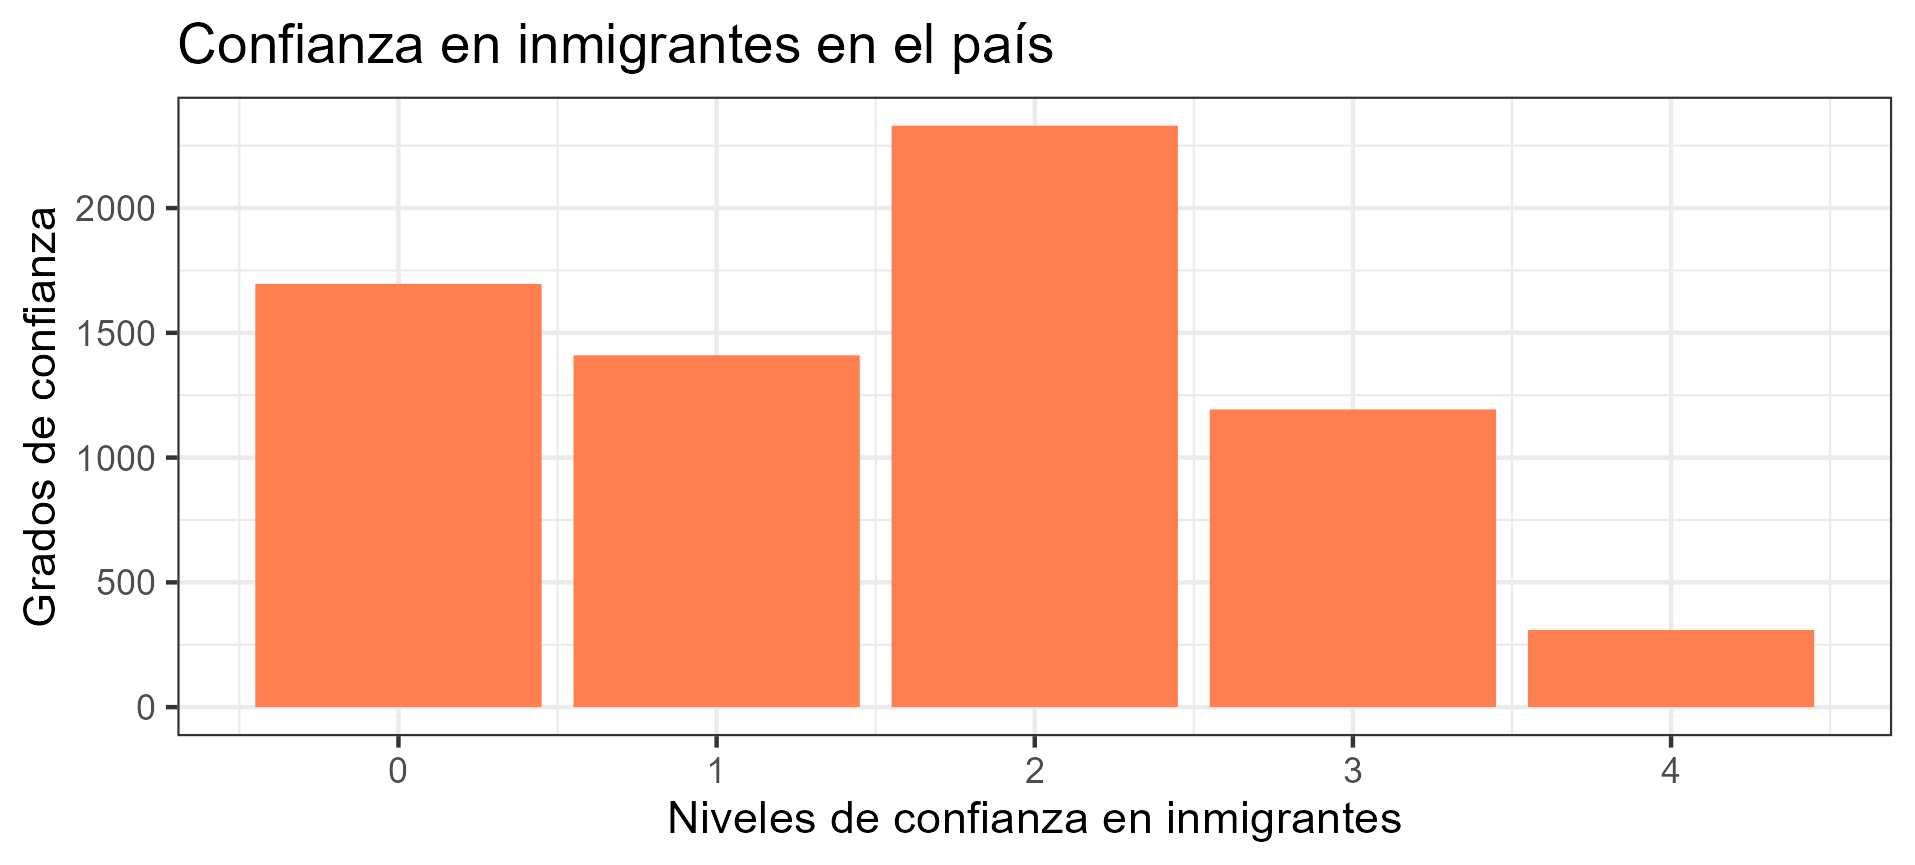 Confianza en inmigrantes en el país
Grados de confianza
2000
1500
1000
500
0
0 1 2 3 4
Niveles de confianza en inmigrantes